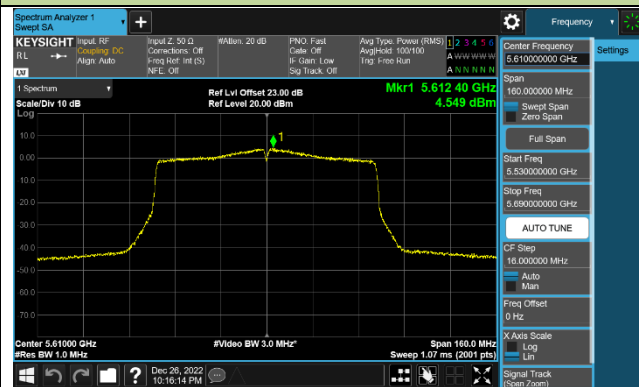 Spectrum Analyzer 1
Swept SA
Frequency
KEYSIGHT
RL
LXI
Input: RF
Coupling: DC
Align: Auto
Input Z: 50 Ω
Corrections: Off
Freq Ref: Int (S)
NFE: Off
#Atten: 20 dB
PNO: Fast
Gate: Off
IF Gain: Low
Sig Track: Off
Avg Type: Power (RMS)
Avg|Hold: 100/100
Trig: Free Run
1 2 3 4 5 6
A W W W W W
A N N N N N
1 Spectrum
Scale/Div 10 dB
Log
Ref Lvl Offset 23.00 dB
Ref Level 20.00 dBm
Mkr1 5.612 40 GHz
4.549 dBm
1
10.0
0.00
10.0
20.0
30.0
40.0
-50.0
60.0
70.0
Center 5.61000 GHz
#Res BW 1.0 MHz
#Video BW 3.0 MHz*
Span 160.0 MHz
Sweep 1.07 ms (2001 pts)
Center Frequency
5.610000000 GHz
Settings
Span
160.000000 MHz
Swept Span
Zero Span
Full Span
Start Freq
5.530000000 GHz
Stop Freq
5.690000000 GHz
AUTO TUNE
CF Step
16.000000 MHz
Auto
Man
Freq Offset
0 Hz
X Axis Scale
Log
Lin
Signal Track
(Span Zoom)
?
Dec 26, 2022
10:16:14 PM